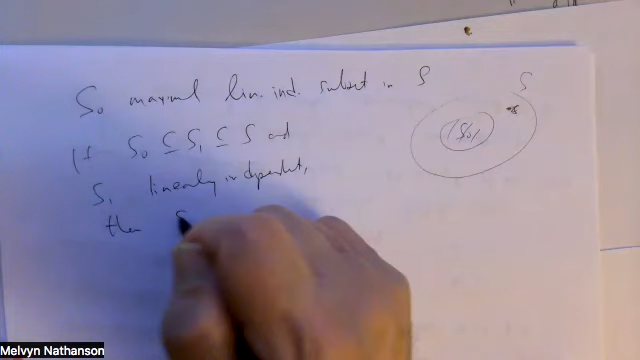 S₀ maximal lin. ind. subset in S
If S₀ ⊆ S₁ ⊆ S and
S₁ linearly independent,
then S
S
S₀
Melvyn Nathanson